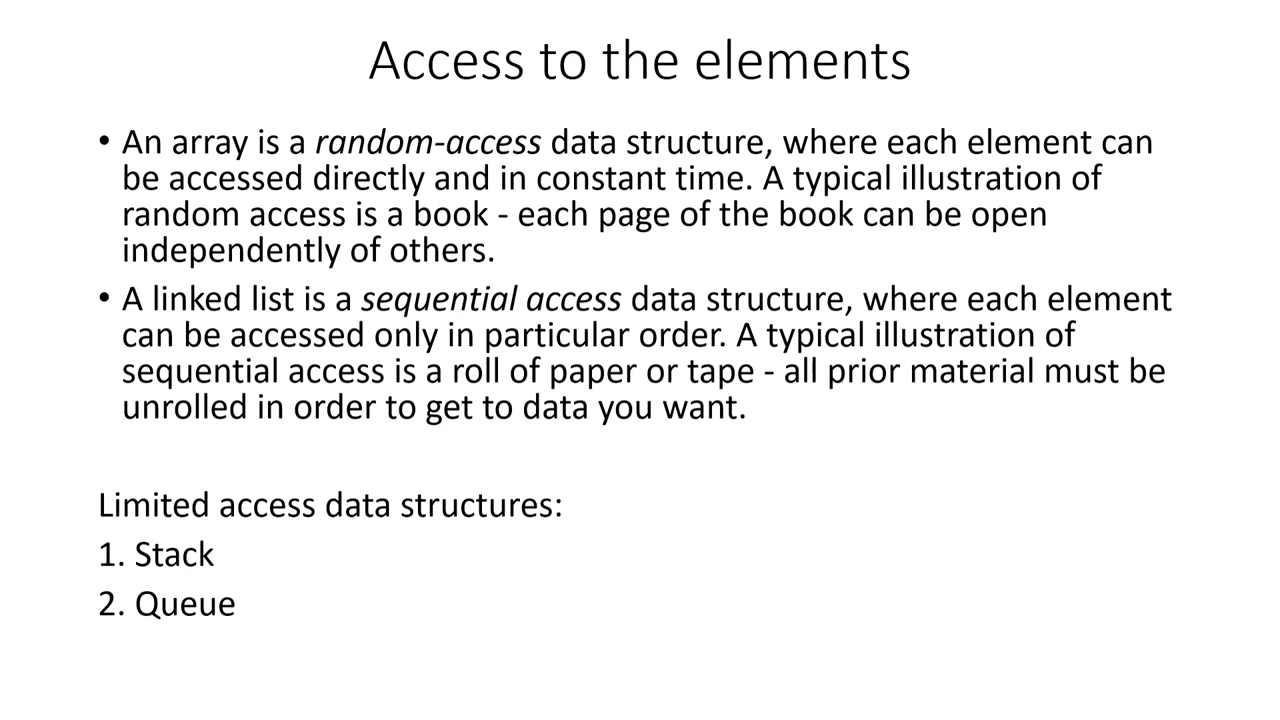 Access to the elements
• An array is a random-access data structure, where each element can
be accessed directly and in constant time. A typical illustration of
random access is a book - each page of the book can be open
independently of others.
• A linked list is a sequential access data structure, where each element
can be accessed only in particular order. A typical illustration of
sequential access is a roll of paper or tape - all prior material must be
unrolled in order to get to data you want.
Limited access data structures:
1. Stack
2. Queue